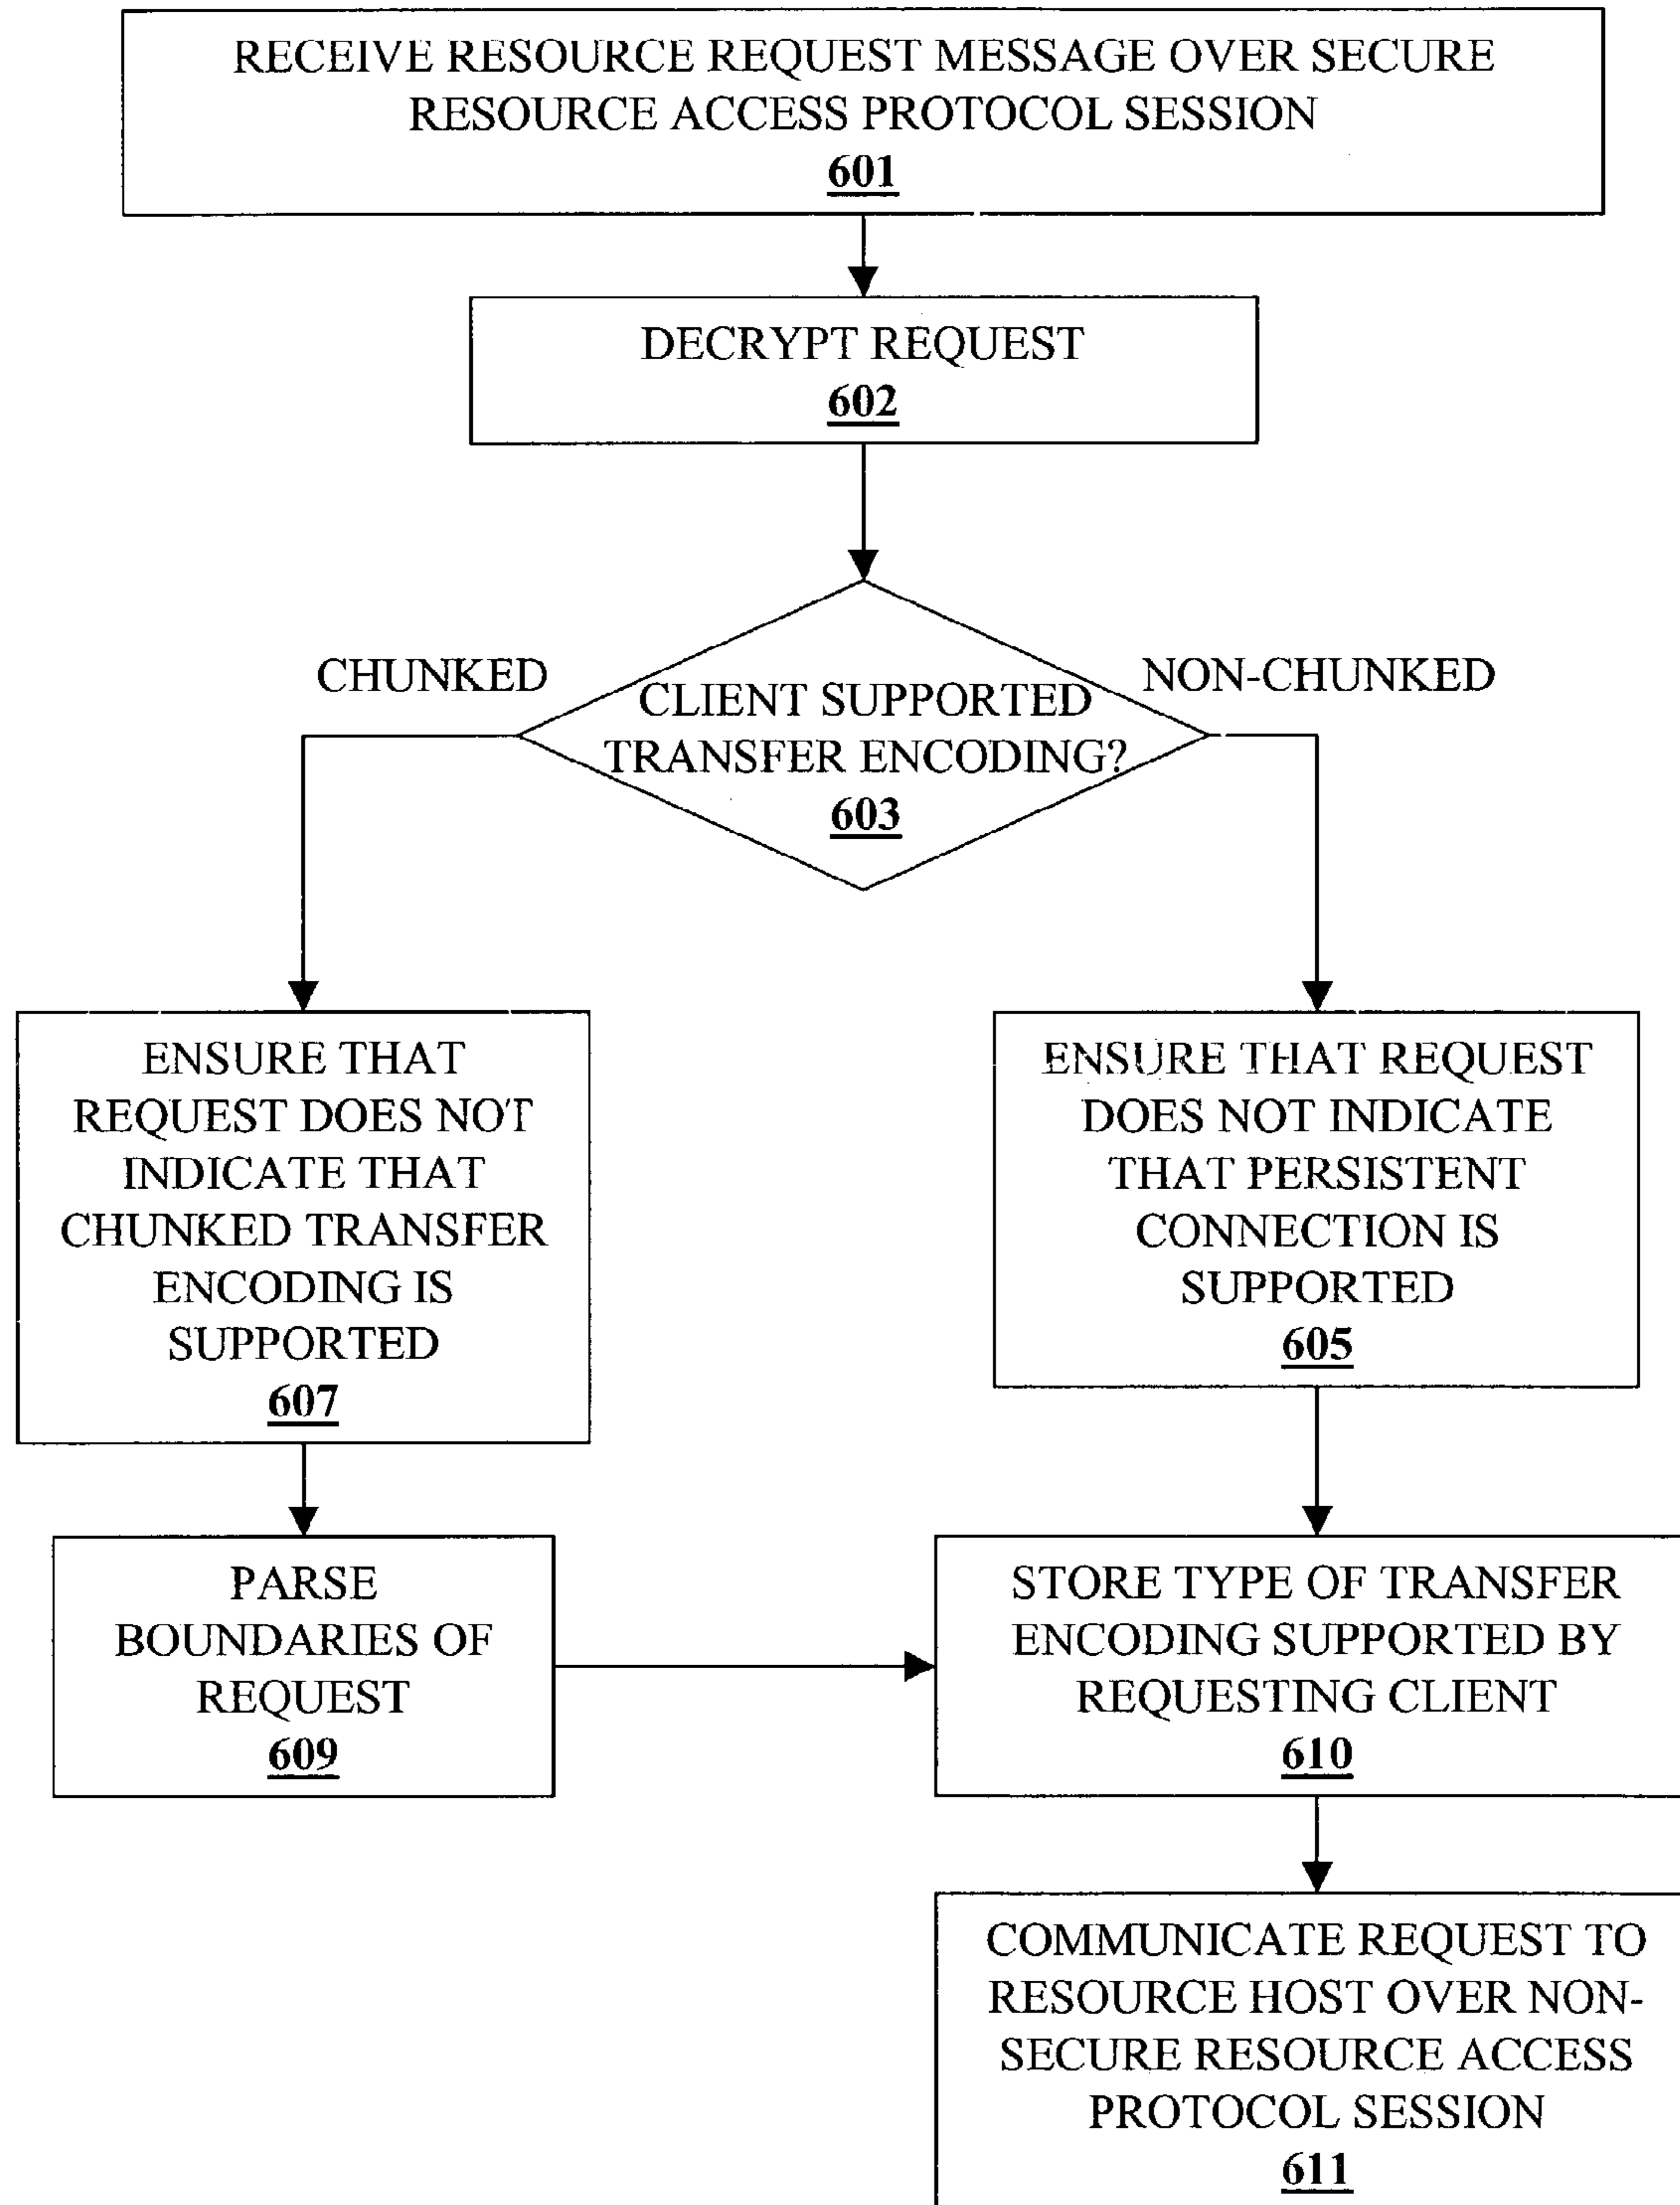 RECEIVE RESOURCE REQUEST MESSAGE OVER SECURE
RESOURCE ACCESS PROTOCOL SESSION
601
DECRYPT REQUEST
602
CHUNKED
NON-CHUNKED
CLIENT SUPPORTED
TRANSFER ENCODING?
603
ENSURE THAT
REQUEST DOES NOT
INDICATE THAT
CHUNKED TRANSFER
ENCODING IS
SUPPORTED
607
ENSURE THAT REQUEST
DOES NOT INDICATE
THAT PERSISTENT
CONNECTION IS
SUPPORTED
605
PARSE
BOUNDARIES OF
REQUEST
609
STORE TYPE OF TRANSFER
ENCODING SUPPORTED BY
REQUESTING CLIENT
610
COMMUNICATE REQUEST TO
RESOURCE HOST OVER NON-
SECURE RESOURCE ACCESS
PROTOCOL SESSION
611